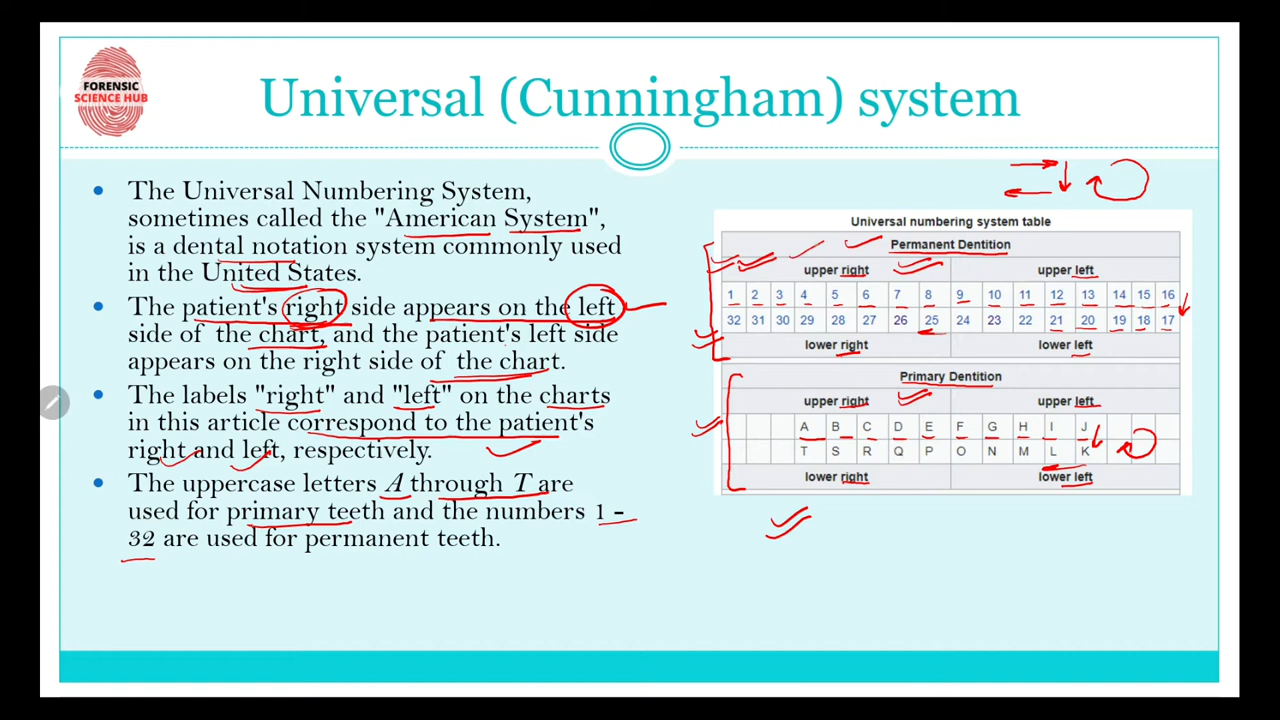 FORENSIC
SCIENCE HUB
Universal (Cunningham) system
• The Universal Numbering System,
sometimes called the "American System",
is a dental notation system commonly used
in the United States.
• The patient's right side appears on the left
side of the chart, and the patient's left side
appears on the right side of the chart.
• The labels "right" and "left" on the charts
in this article correspond to the patient's
right and left, respectively.
• The uppercase letters A through T are
used for primary teeth and the numbers 1 -
32 are used for permanent teeth.
Universal numbering system table
Permanent Dentition
upper right upper left
1 2 3 4 5 6 7 8 9 10 11 12 13 14 15 16
32 31 30 29 28 27 26 25 24 23 22 21 20 19 18 17
lower right lower left
Primary Dentition
upper right upper left
A B C D E F G H I J
T S R Q P O N M L K
lower right lower left